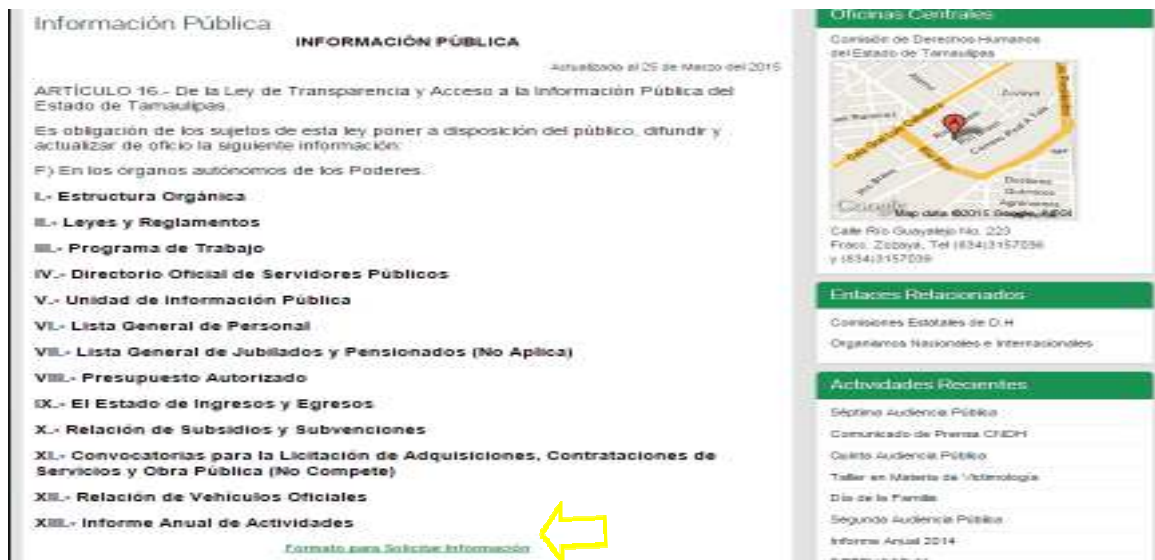 Información Pública
INFORMACIÓN PÚBLICA
Actualizado al 25 de Marzo del 2015
ARTÍCULO 16.- De la Ley de Transparencia y Acceso a la Información Pública del
Estado de Tamaulipas.
Es obligación de los sujetos de esta ley poner a disposición del público, difundir y
actualizar de oficio la siguiente información:
F) En los órganos autónomos de los Poderes.
I.- Estructura Orgánica
II.- Leyes y Reglamentos
III.- Programa de Trabajo
IV.- Directorio Oficial de Servidores Públicos
V.- Unidad de Información Pública
VI.- Lista General de Personal
VII.- Lista General de Jubilados y Pensionados (No Aplica)
VIII.- Presupuesto Autorizado
IX.- El Estado de Ingresos y Egresos
X.- Relación de Subsidios y Subvenciones
XI.- Convocatorias para la Licitación de Adquisiciones, Contrataciones de
Servicios y Obra Pública (No Compete)
XII.- Relación de Vehículos Oficiales
XIII.- Informe Anual de Actividades
Formato para Solicitar Información
Oficinas Centrales
Comisión de Derechos Humanos
del Estado de Tamaulipas
Zozaya
Doctores
Map data ©2015 Google, INEGI
Calle Río Guayalejo No. 223
Fracc. Zozaya, Tel (834)3157036
y (834)3157039
Enlaces Relacionados
Comisiones Estatales de D.H
Organismos Nacionales e Internacionales
Actividades Recientes
Séptima Audiencia Pública
Comunicado de Prensa CNDH
Quinta Audiencia Pública
Taller en Materia de Victimología
Día de la Familia
Segunda Audiencia Pública
Informe Anual 2014